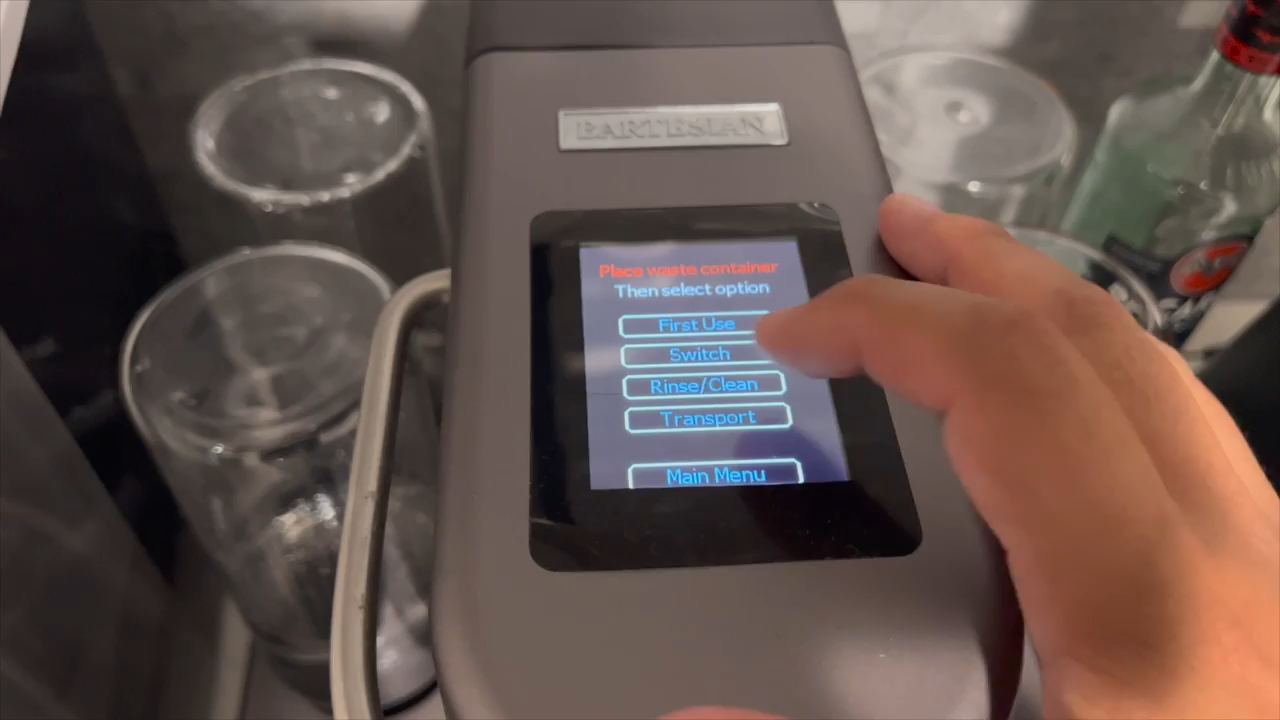 BARTESIAN
Place waste container
Then select option
First Use
Switch
Rinse/Clean
Transport
Main Menu